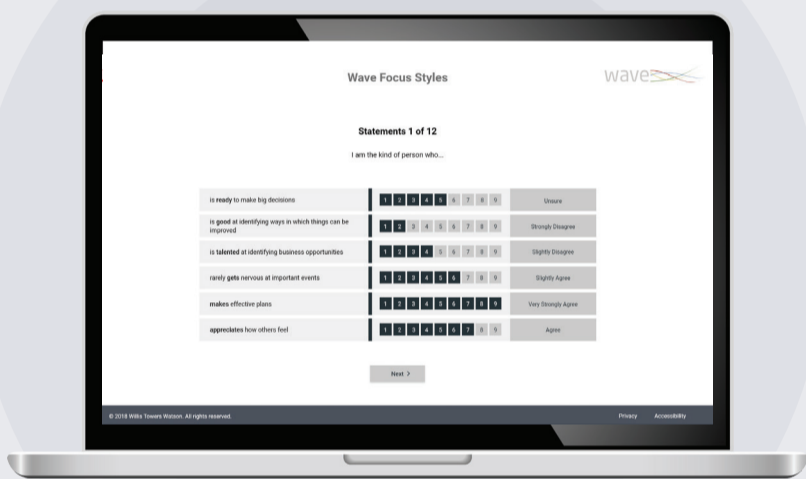 Wave Focus Styles
wave
Statements 1 of 12
I am the kind of person who...
is ready to make big decisions 1 2 3 4 5 6 7 8 9 Unsure
is good at identifying ways in which things can be
improved 1 2 3 4 5 6 7 8 9 Strongly Disagree
is talented at identifying business opportunities 1 2 3 4 5 6 7 8 9 Slightly Disagree
rarely gets nervous at important events 1 2 3 4 5 6 7 8 9 Slightly Agree
makes effective plans 1 2 3 4 5 6 7 8 9 Very Strongly Agree
appreciates how others feel 1 2 3 4 5 6 7 8 9 Agree
Next >
© 2018 Willis Towers Watson. All rights reserved. Privacy Accessibility